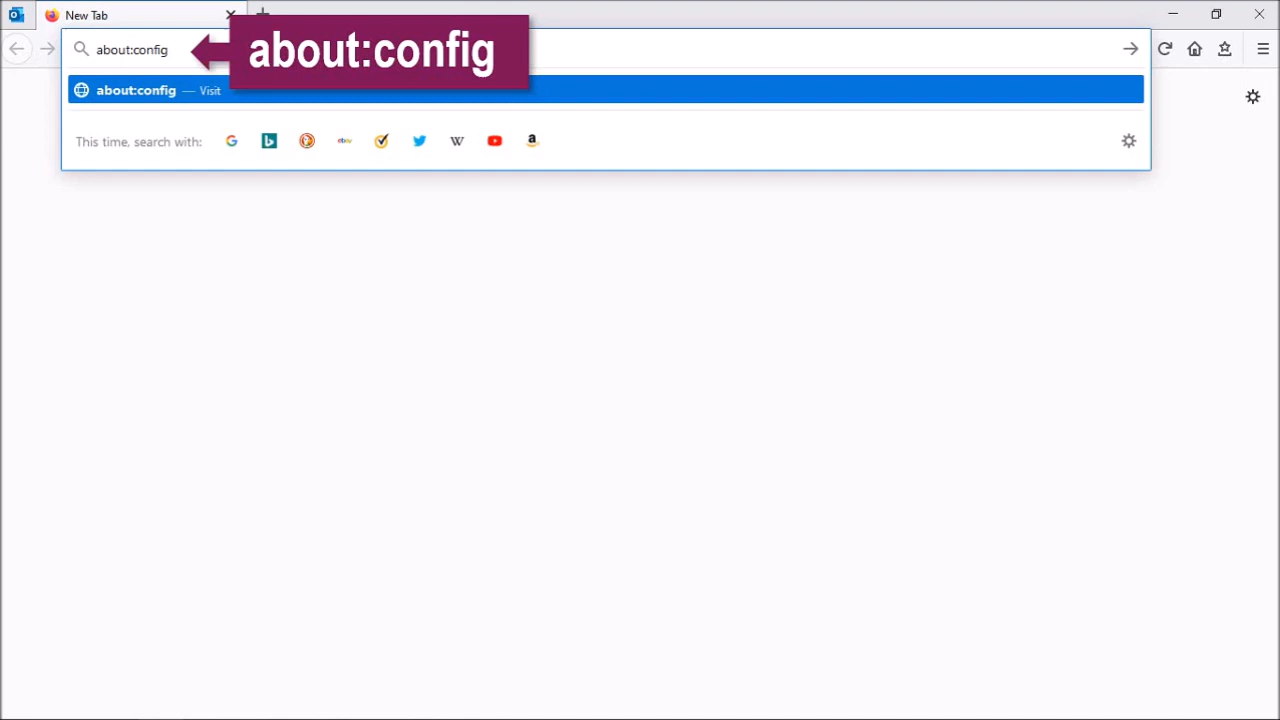 New Tab
about:config
about:config
about:config — Visit
This time, search with: